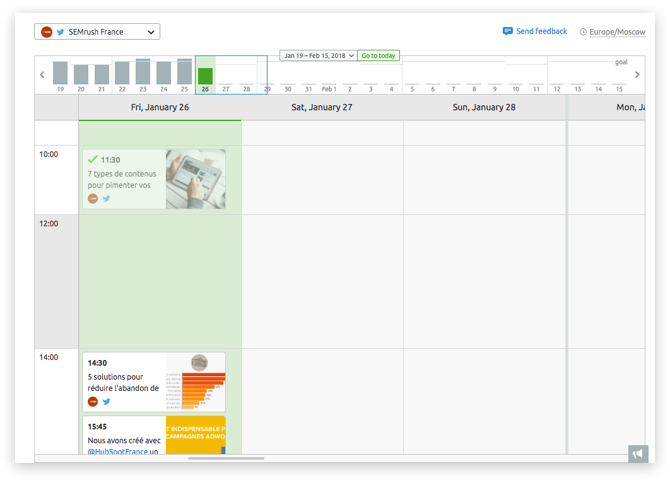 SEMrush France
Send feedback
Europe/Moscow
Jan 19 – Feb 15, 2018
Go to today
goal
19 20 21 22 23 24 25 26 27 28 29 30 31 Feb 1 2 3 4 5 6 7 8 9 10 11 12 13 14 15
Fri, January 26
Sat, January 27
Sun, January 28
Mon, J
10:00
11:30
7 types de contenus
pour pimenter vos
12:00
14:00
14:30
5 solutions pour
réduire l'abandon de
15:45
Nous avons créé avec
@HubSpotFrance un
T INDISPENSABLE P
CAMPAGNES ADWO